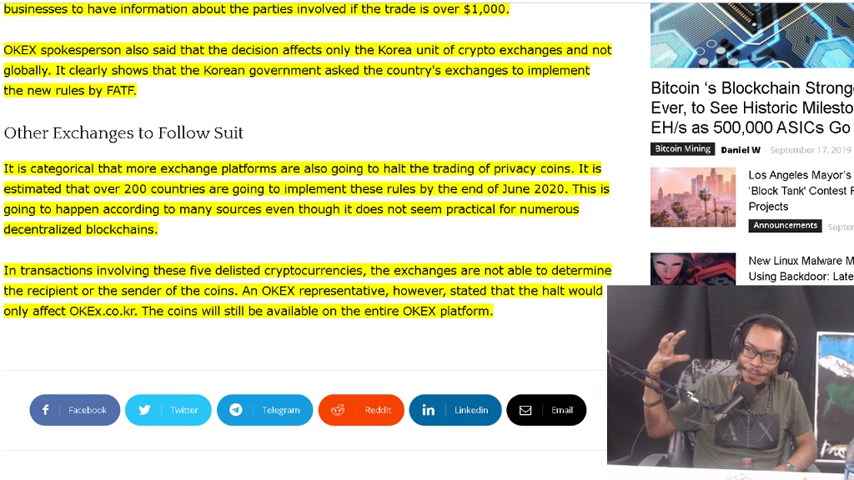 businesses to have information about the parties involved if the trade is over $1,000.
OKEX spokesperson also said that the decision affects only the Korea unit of crypto exchanges and not
globally. It clearly shows that the Korean government asked the country's exchanges to implement
the new rules by FATF.
Other Exchanges to Follow Suit
It is categorical that more exchange platforms are also going to halt the trading of privacy coins. It is
estimated that over 200 countries are going to implement these rules by the end of June 2020. This is
going to happen according to many sources even though it does not seem practical for numerous
decentralized blockchains.
In transactions involving these five delisted cryptocurrencies, the exchanges are not able to determine
the recipient or the sender of the coins. An OKEX representative, however, stated that the halt would
only affect OKEx.co.kr. The coins will still be available on the entire OKEX platform.
Facebook
Twitter
Telegram
ReddIt
Linkedin
Email
Bitcoin 's Blockchain Stronge
Ever, to See Historic Milesto
EH/s as 500,000 ASICs Go
Bitcoin Mining Daniel W - September 17, 2019
Los Angeles Mayor's
'Block Tank' Contest F
Projects
Announcements Septe
New Linux Malware M
Using Backdoor: Late